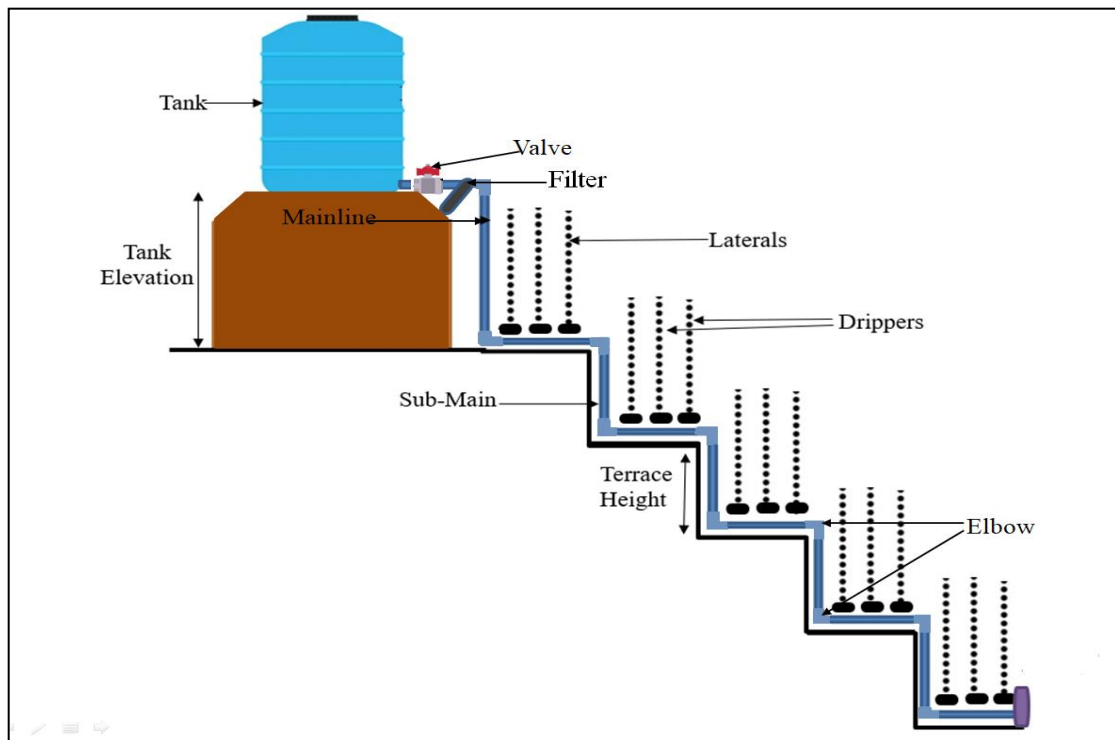 Tank
Valve
Filter
Mainline
Laterals
Tank
Elevation
Drippers
Sub-Main
Terrace
Height
Elbow